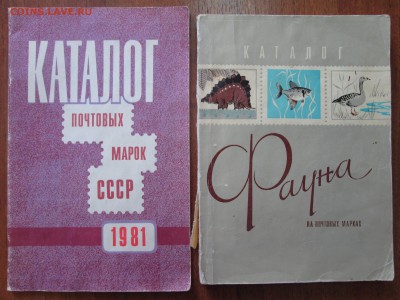 COINS.LAVE.RU
КАТАЛОГ
ПОЧТОВЫХ
МАРОК
СССР
1981
КАТАЛОГ
Фауна
НА ПОЧТОВЫХ МАРКАХ